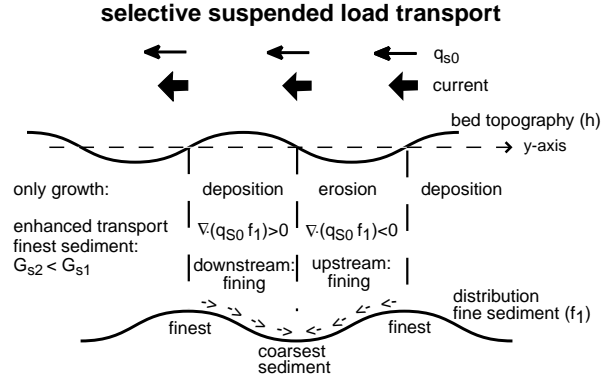 selective suspended load transport
q_s0
current
bed topography (h)
y-axis
only growth: deposition erosion deposition
enhanced transport ∇·(q_S0 f_1)>0 ∇·(q_S0 f_1)<0
finest sediment:
G_s2 < G_s1
downstream: upstream:
fining fining
distribution
fine sediment (f_1)
finest finest
coarsest
sediment